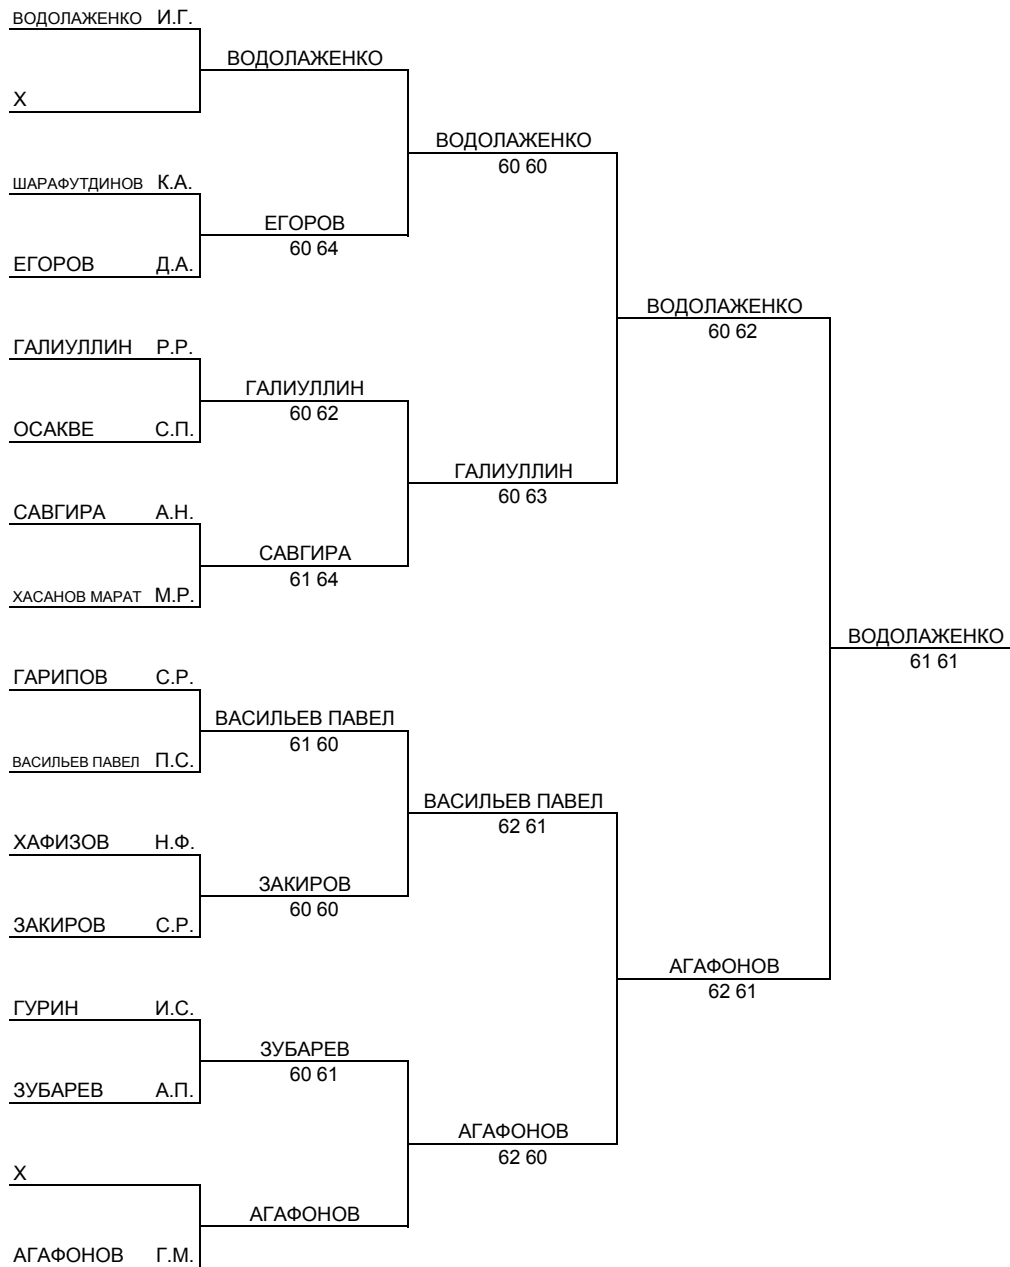 ВОДОЛАЖЕНКО И.Г.
ВОДОЛАЖЕНКО
Х
ВОДОЛАЖЕНКО
60 60
ШАРАФУТДИНОВ К.А.
ЕГОРОВ
60 64
ЕГОРОВ Д.А.
ВОДОЛАЖЕНКО
60 62
ГАЛИУЛЛИН Р.Р.
ГАЛИУЛЛИН
60 62
ОСАКВЕ С.П.
ГАЛИУЛЛИН
60 63
САВГИРА А.Н.
САВГИРА
61 64
ХАСАНОВ МАРАТ М.Р.
ВОДОЛАЖЕНКО
61 61
ГАРИПОВ С.Р.
ВАСИЛЬЕВ ПАВЕЛ
61 60
ВАСИЛЬЕВ ПАВЕЛ П.С.
ВАСИЛЬЕВ ПАВЕЛ
62 61
ХАФИЗОВ Н.Ф.
ЗАКИРОВ
60 60
ЗАКИРОВ С.Р.
АГАФОНОВ
62 61
ГУРИН И.С.
ЗУБАРЕВ
60 61
ЗУБАРЕВ А.П.
АГАФОНОВ
62 60
Х
АГАФОНОВ
АГАФОНОВ Г.М.